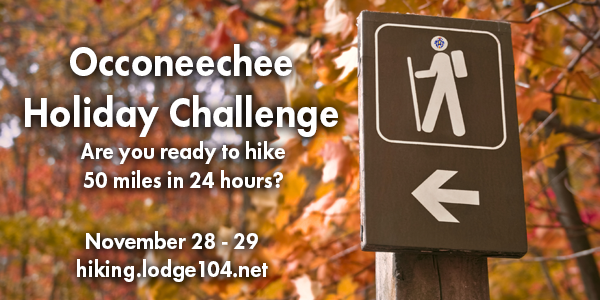 Occoneechee
Holiday Challenge
Are you ready to hike
50 miles in 24 hours?
November 28 - 29
hiking.lodge104.net